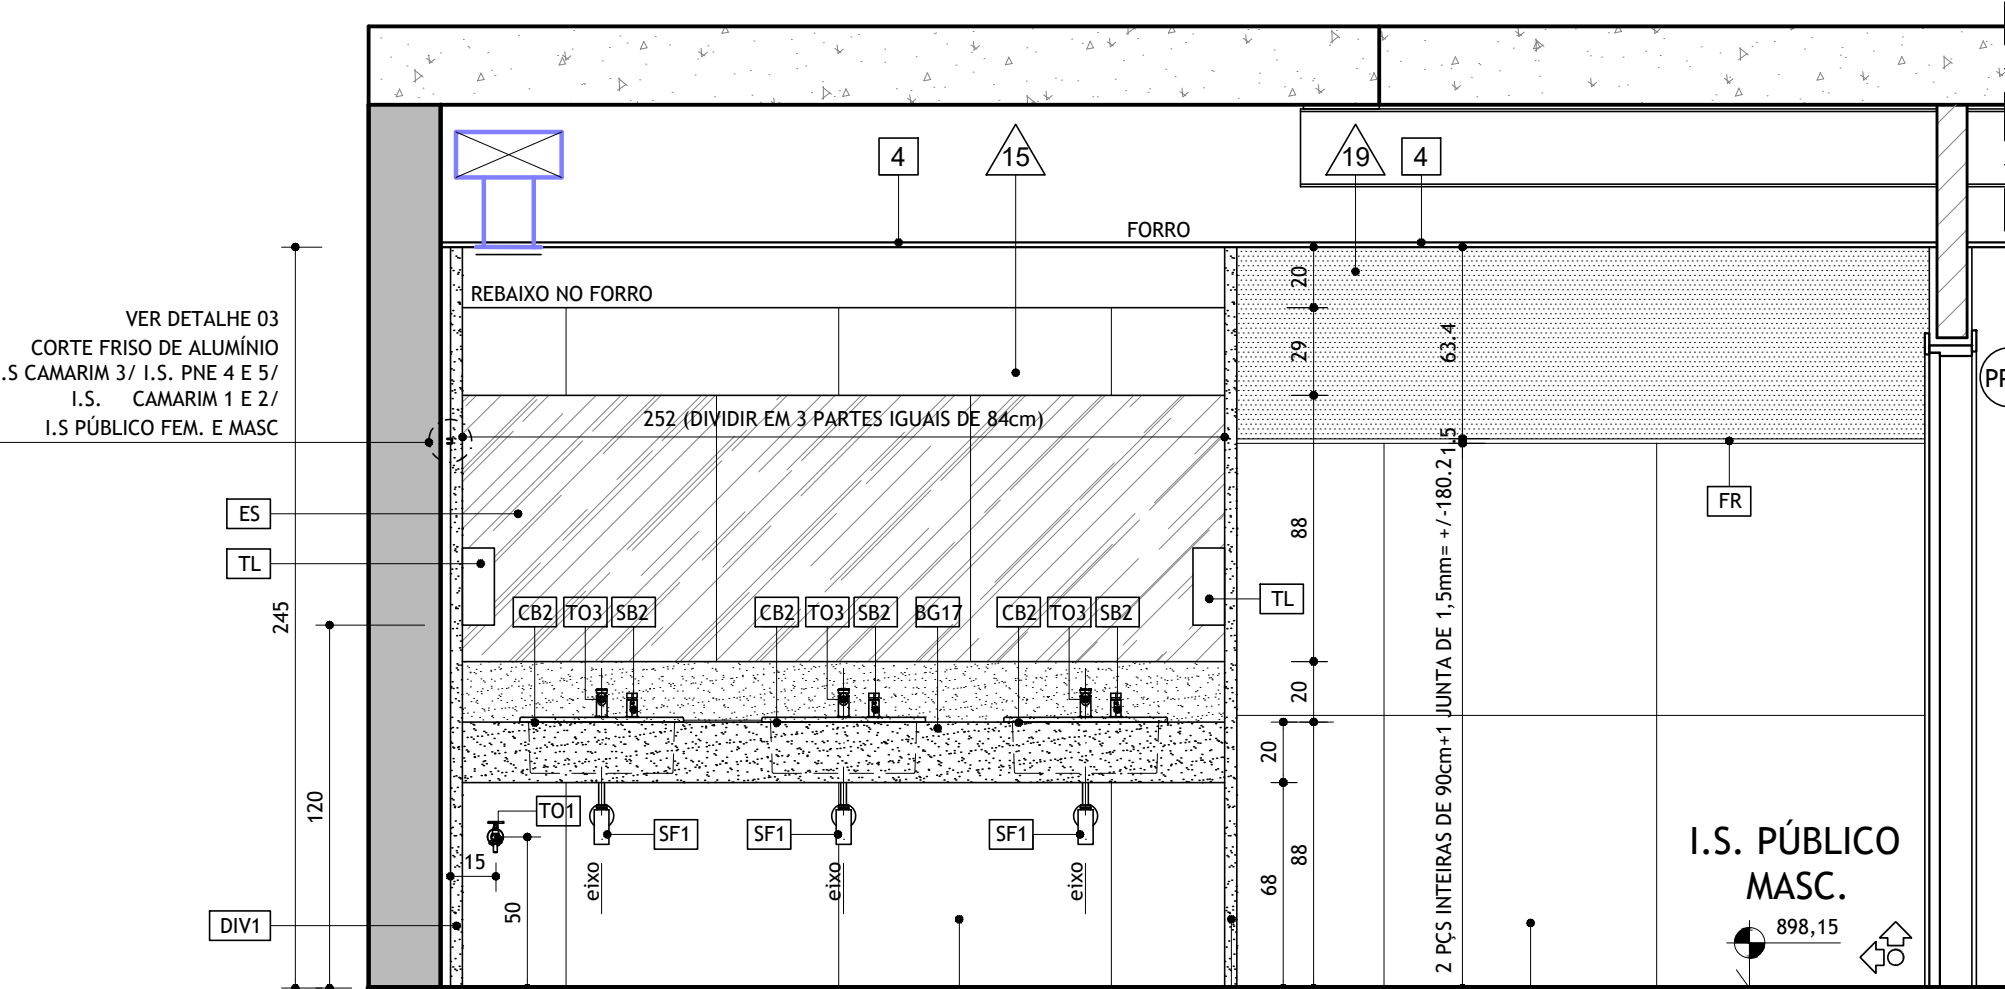 4
15
19
4
FORRO
REBAIXO NO FORRO
VER DETALHE 03
CORTE FRISO DE ALUMÍNIO
.S CAMARIM 3/ I.S. PNE 4 E 5/
I.S. CAMARIM 1 E 2/
I.S PÚBLICO FEM. E MASC
20
29
63.4
252 (DIVIDIR EM 3 PARTES IGUAIS DE 84cm)
1.5
FR
ES
TL
88
TL
245
120
CB2 TO3 SB2
CB2 TO3 SB2 BG17
CB2 TO3 SB2
20
20
2 PÇS INTEIRAS DE 90cm+1 JUNTA DE 1,5mm= +/-180.2
TO1
SF1
SF1
SF1
15
50
eixo
eixo
eixo
68
88
DIV1
I.S. PÚBLICO
MASC.
898,15